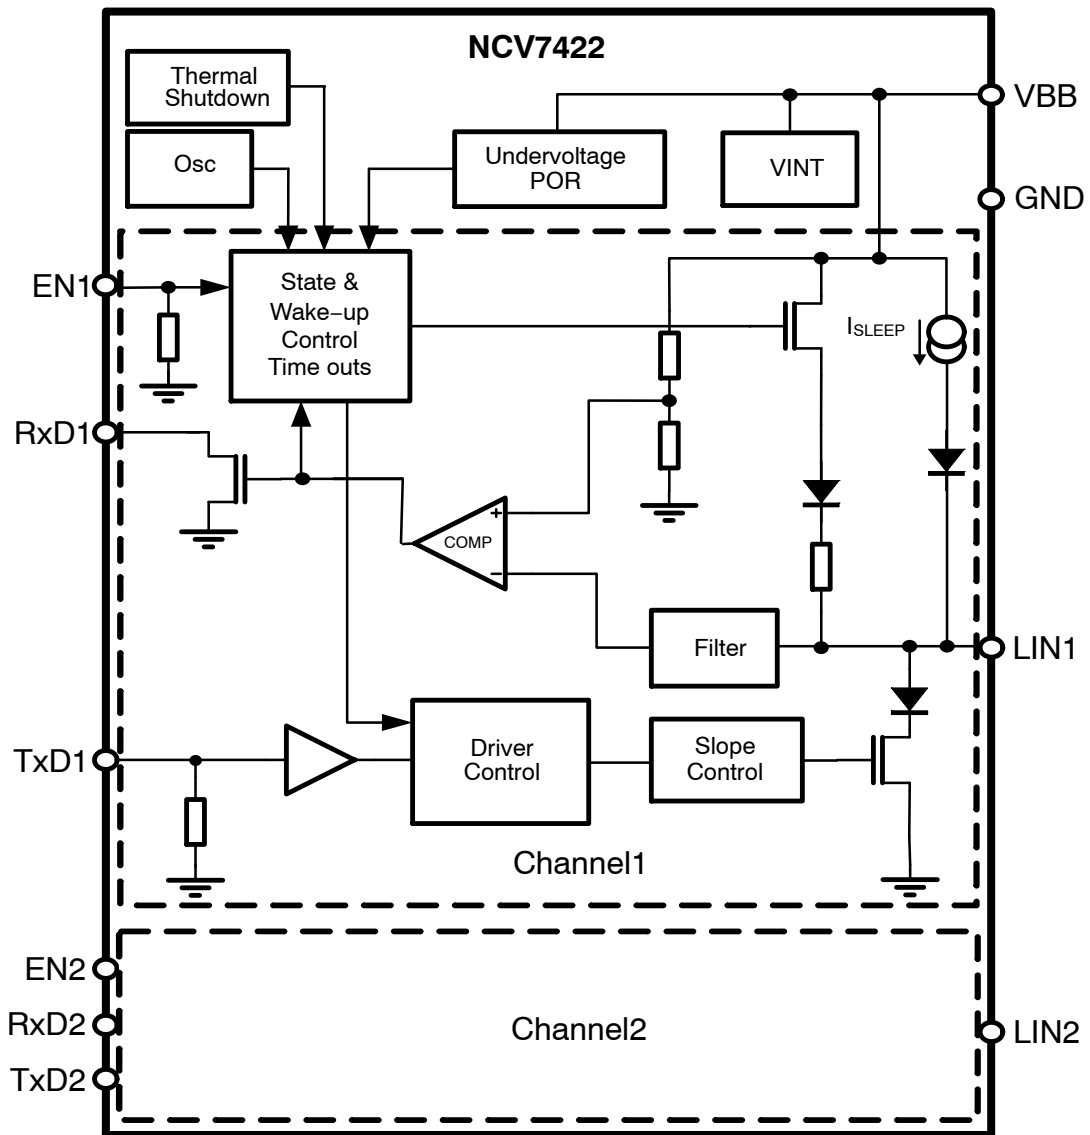 NCV7422
Thermal
Shutdown
VBB
Osc
Undervoltage
POR
VINT
GND
EN1
State &
Wake−up
Control
Time outs
ISLEEP
RxD1
+
COMP
−
Filter
LIN1
TxD1
Driver
Control
Slope
Control
Channel1
EN2
RxD2
Channel2
LIN2
TxD2